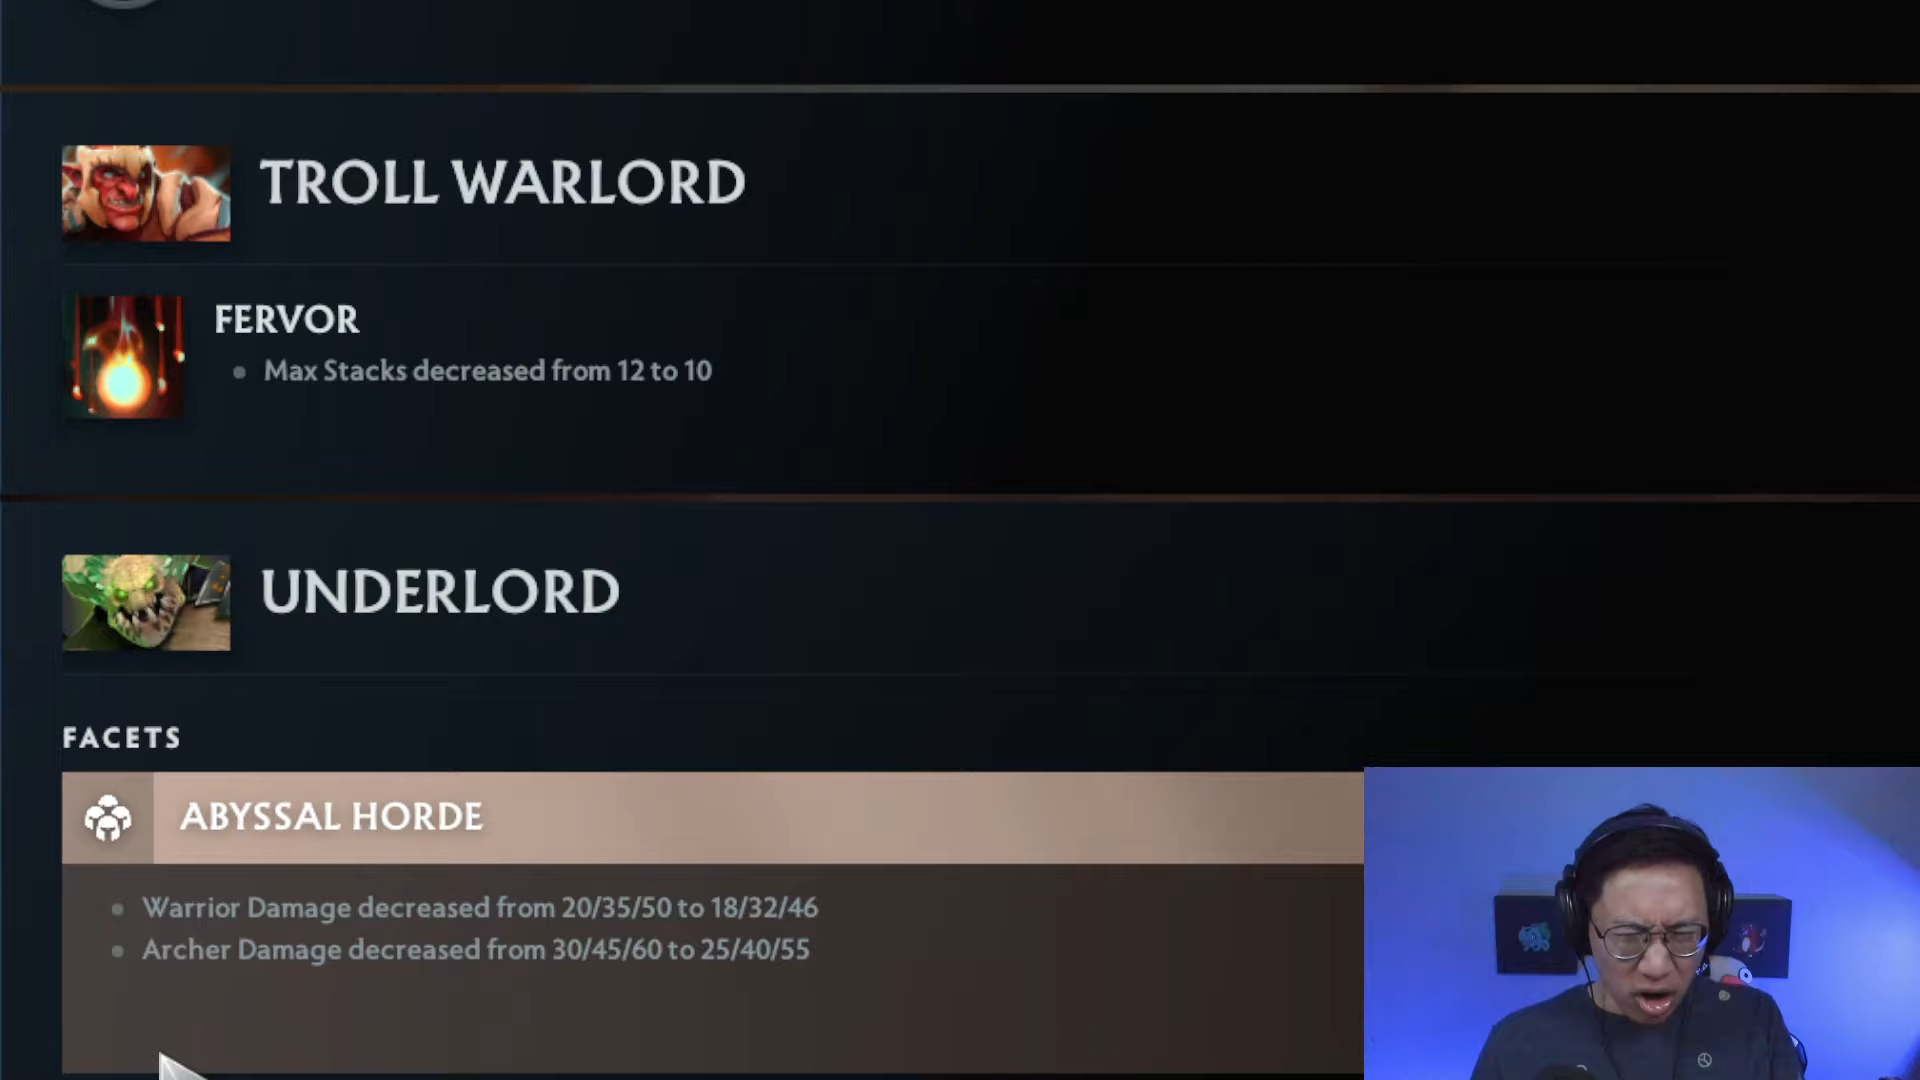 TROLL WARLORD
FERVOR
Max Stacks decreased from 12 to 10
UNDERLORD
FACETS
ABYSSAL HORDE
Warrior Damage decreased from 20/35/50 to 18/32/46
Archer Damage decreased from 30/45/60 to 25/40/55